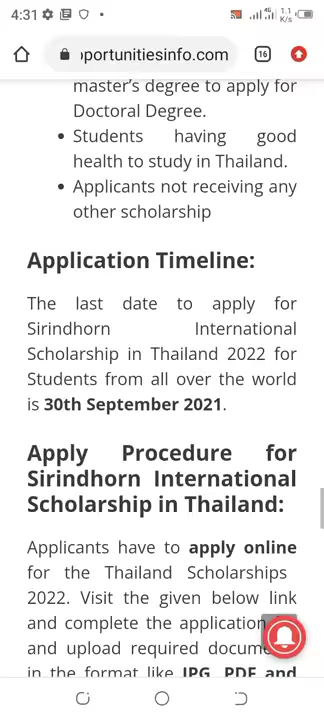 4:31
4G
1.1
K/s
oportunitiesinfo.com
16
master's degree to apply for
Doctoral Degree.
• Students having good
health to study in Thailand.
• Applicants not receiving any
other scholarship
Application Timeline:
The last date to apply for
Sirindhorn International
Scholarship in Thailand 2022 for
Students from all over the world
is 30th September 2021.
Apply Procedure for
Sirindhorn International
Scholarship in Thailand:
Applicants have to apply online
for the Thailand Scholarships
2022. Visit the given below link
and complete the application
and upload required
in the format like JPG, PDF and